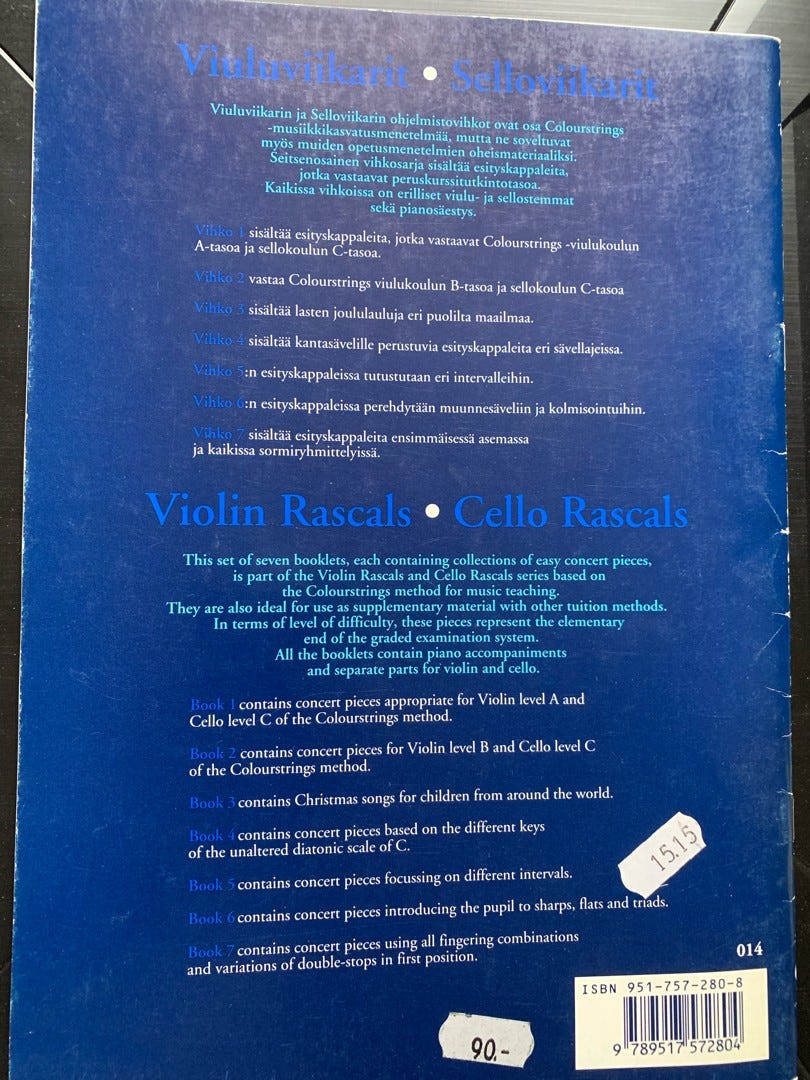 Viuluviikarit • Selloviikarit
Viuluviikarin ja Selloviikarin ohjelmistovihkot ovat osa Colourstrings
-musiikkikasvatusmenetelmää, mutta ne soveltuvat
myös muiden opetusmenetelmien oheismateriaaliksi.
Seitsenosainen vihkosarja sisältää esityskappaleita,
jotka vastaavat peruskurssitutkintotasoa.
Kaikissa vihkoissa on erilliset viulu- ja sellostemmat
sekä pianosäestys.
Vihko 1 sisältää esityskappaleita, jotka vastaavat Colourstrings -viulukoulun
A-tasoa ja sellokoulun C-tasoa.
Vihko 2 vastaa Colourstrings viulukoulun B-tasoa ja sellokoulun C-tasoa
Vihko 3 sisältää lasten joululauluja eri puolilta maailmaa.
Vihko 4 sisältää kantasävelille perustuvia esityskappaleita eri sävellajeissa.
Vihko 5:n esityskappaleissa tutustutaan eri intervalleihin.
Vihko 6:n esityskappaleissa perehdytään muunnesäveliin ja kolmisointuihin.
Vihko 7 sisältää esityskappaleita ensimmäisessä asemassa
ja kaikissa sormiryhmittelyissä.
Violin Rascals • Cello Rascals
This set of seven booklets, each containing collections of easy concert pieces,
is part of the Violin Rascals and Cello Rascals series based on
the Colourstrings method for music teaching.
They are also ideal for use as supplementary material with other tuition methods.
In terms of level of difficulty, these pieces represent the elementary
end of the graded examination system.
All the booklets contain piano accompaniments
and separate parts for violin and cello.
Book 1 contains concert pieces appropriate for Violin level A and
Cello level C of the Colourstrings method.
Book 2 contains concert pieces for Violin level B and Cello level C
of the Colourstrings method.
Book 3 contains Christmas songs for children from around the world.
Book 4 contains concert pieces based on the different keys
of the unaltered diatonic scale of C.
Book 5 contains concert pieces focussing on different intervals.
Book 6 contains concert pieces introducing the pupil to sharps, flats and triads.
Book 7 contains concert pieces using all fingering combinations
and variations of double-stops in first position.
15.15
014
ISBN 951-757-280-8
9 789517 572804
90.-